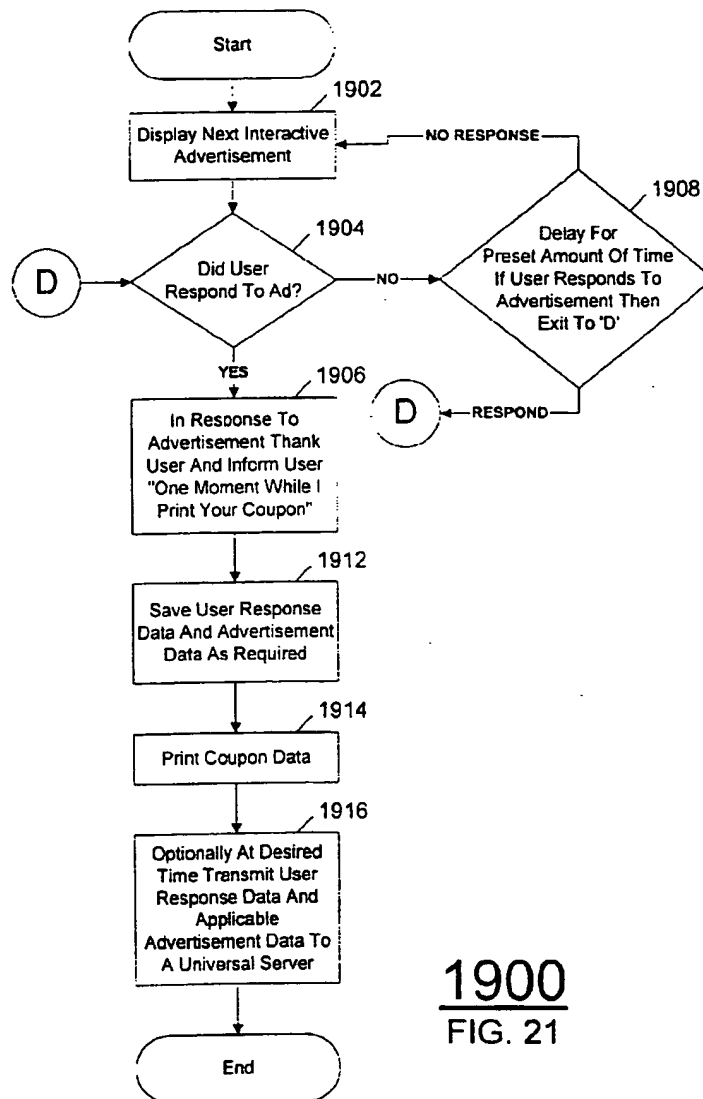 Start
1902
Display Next Interactive
Advertisement
NO RESPONSE
1904
1908
D
Did User
Respond To Ad?
NO
Delay For
Preset Amount Of Time
If User Responds To
Advertisement Then
Exit To 'D'
YES
1906
D
RESPOND
In Response To
Advertisement Thank
User And Inform User
"One Moment While I
Print Your Coupon"
1912
Save User Response
Data And Advertisement
Data As Required
1914
Print Coupon Data
1916
Optionally At Desired
Time Transmit User
Response Data And
Applicable
Advertisement Data To
A Universal Server
End
1900
FIG. 21